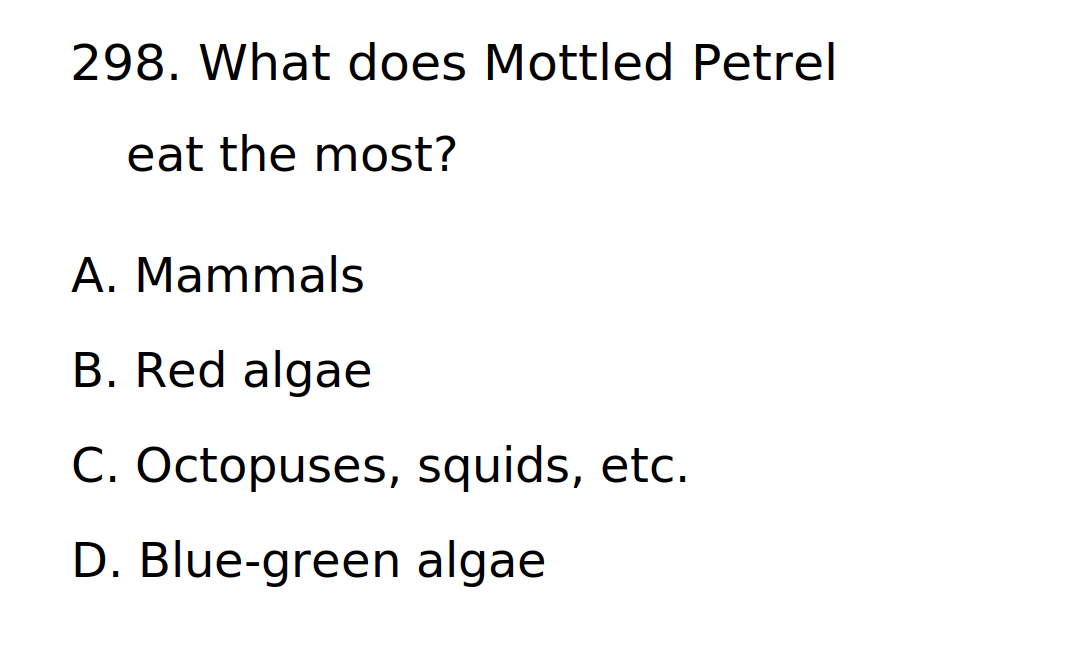 298. What does Mottled Petrel
eat the most?
A. Mammals
B. Red algae
C. Octopuses, squids, etc.
D. Blue-green algae